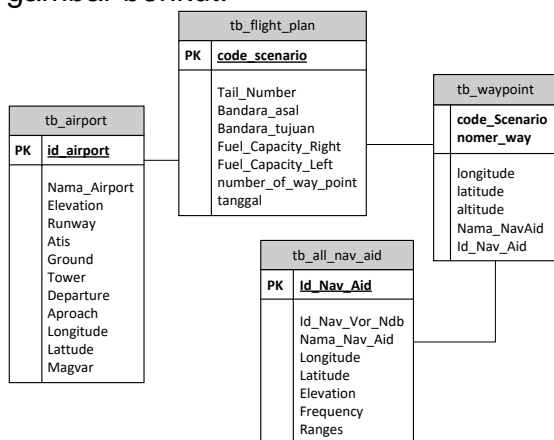 gambar berikut.
tb_flight_plan
PK code_scenario
Tail_Number
Bandara_asal
Bandara_tujuan
Fuel_Capacity_Right
Fuel_Capacity_Left
number_of_way_point
tanggal
tb_airport
PK id_airport
Nama_Airport
Elevation
Runway
Atis
Ground
Tower
Departure
Aproach
Longitude
Lattude
Magvar
tb_waypoint
code_Scenario
nomer_way
longitude
latitude
altitude
Nama_NavAid
Id_Nav_Aid
tb_all_nav_aid
PK Id_Nav_Aid
Id_Nav_Vor_Ndb
Nama_Nav_Aid
Longitude
Latitude
Elevation
Frequency
Ranges